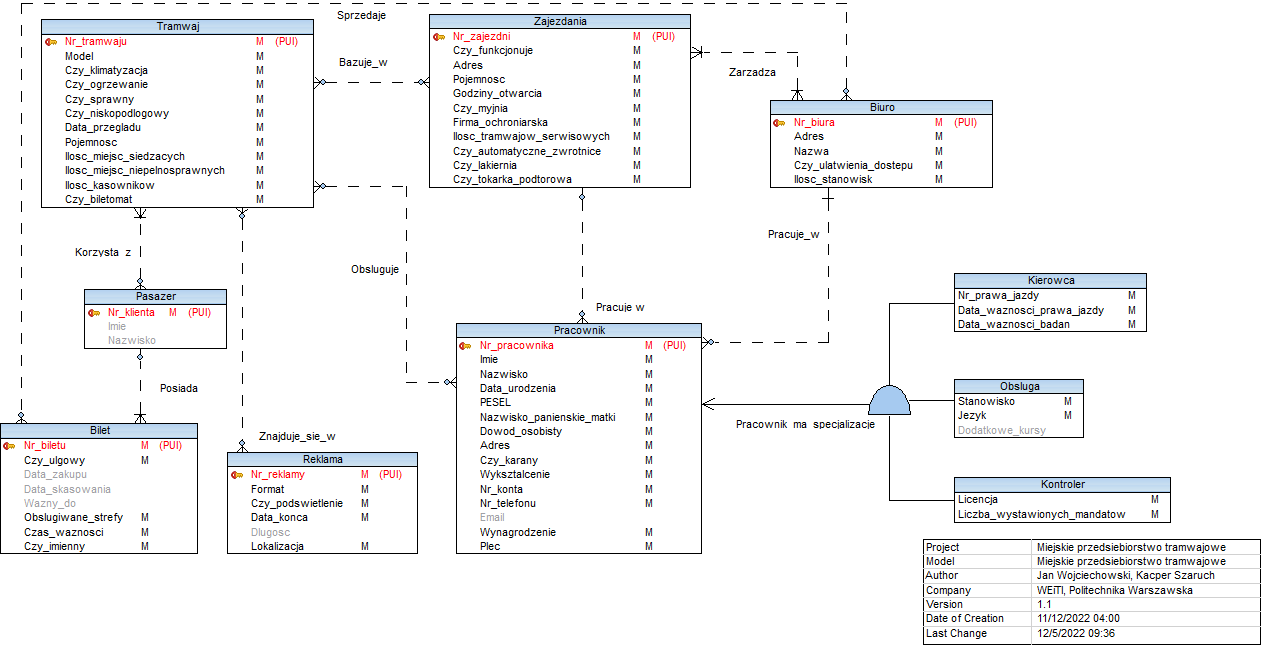 Sprzedaje
Tramwaj
Nr_tramwaju M (PUI)
Model M
Czy_klimatyzacja M
Czy_ogrzewanie M
Czy_sprawny M
Czy_niskopodlogowy M
Data_przegladu M
Pojemnosc M
Ilosc_miejsc_siedzacych M
Ilosc_miejsc_niepelnosprawnych M
Ilosc_kasownikow M
Czy_biletomat M
Bazuje_w
Zajezdania
Nr_zajezdni M (PUI)
Czy_funkcjonuje M
Adres M
Pojemnosc M
Godziny_otwarcia M
Czy_myjnia M
Firma_ochroniarska M
Ilosc_tramwajow_serwisowych M
Czy_automatyczne_zwrotnice M
Czy_lakiernia M
Czy_tokarka_podtorowa M
Zarzadza
Biuro
Nr_biura M (PUI)
Adres M
Nazwa M
Czy_ulatwienia_dostepu M
Ilosc_stanowisk M
Pracuje_w
Korzysta z
Obsluguje
Pracuje w
Pasazer
Nr_klienta M (PUI)
Imie
Nazwisko
Posiada
Bilet
Nr_biletu M (PUI)
Czy_ulgowy M
Data_zakupu
Data_skasowania
Wazny_do
Obslugiwane_strefy M
Czas_waznosci M
Czy_imienny M
Znajduje_sie_w
Reklama
Nr_reklamy M (PUI)
Format M
Czy_podswietlenie M
Data_konca M
Dlugosc
Lokalizacja M
Pracownik
Nr_pracownika M (PUI)
Imie M
Nazwisko M
Data_urodzenia M
PESEL M
Nazwisko_panienskie_matki M
Dowod_osobisty M
Adres M
Czy_karany M
Wyksztalcenie M
Nr_konta M
Nr_telefonu M
Email
Wynagrodzenie M
Plec M
Pracownik ma specjalizacje
Kierowca
Nr_prawa_jazdy M
Data_waznosci_prawa_jazdy M
Data_waznosci_badan M
Obsluga
Stanowisko M
Jezyk M
Dodatkowe_kursy
Kontroler
Licencja M
Liczba_wystawionych_mandatow M
Project Miejskie przedsiebiorstwo tramwajowe
Model Miejskie przedsiebiorstwo tramwajowe
Author Jan Wojciechowski, Kacper Szaruch
Company WEiTI, Politechnika Warszawska
Version 1.1
Date of Creation 11/12/2022 04:00
Last Change 12/5/2022 09:36